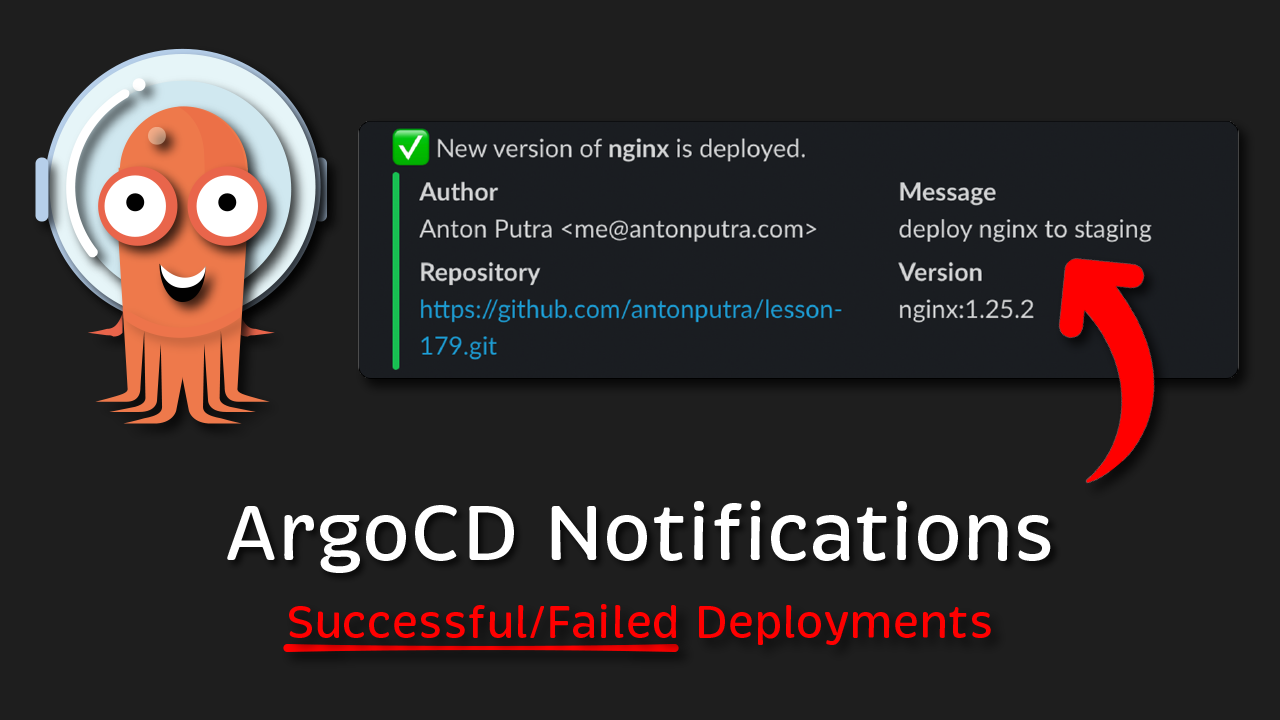 ✅ New version of nginx is deployed.
Author
Anton Putra <me@antonputra.com>
Message
deploy nginx to staging
Repository
https://github.com/antonputra/lesson-
179.git
Version
nginx:1.25.2
ArgoCD Notifications
Successful/Failed Deployments